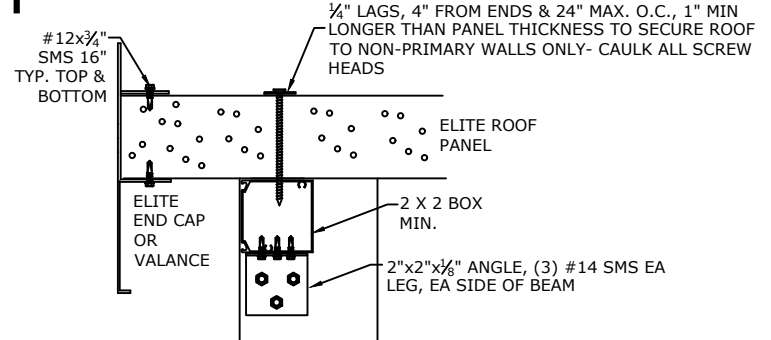 ¼" LAGS, 4" FROM ENDS & 24" MAX. O.C., 1" MIN
LONGER THAN PANEL THICKNESS TO SECURE ROOF
TO NON-PRIMARY WALLS ONLY- CAULK ALL SCREW
HEADS
#12x¾"
SMS 16"
TYP. TOP &
BOTTOM
ELITE ROOF
PANEL
ELITE
END CAP
OR
VALANCE
2 X 2 BOX
MIN.
2"x2"x⅛" ANGLE, (3) #14 SMS EA
LEG, EA SIDE OF BEAM